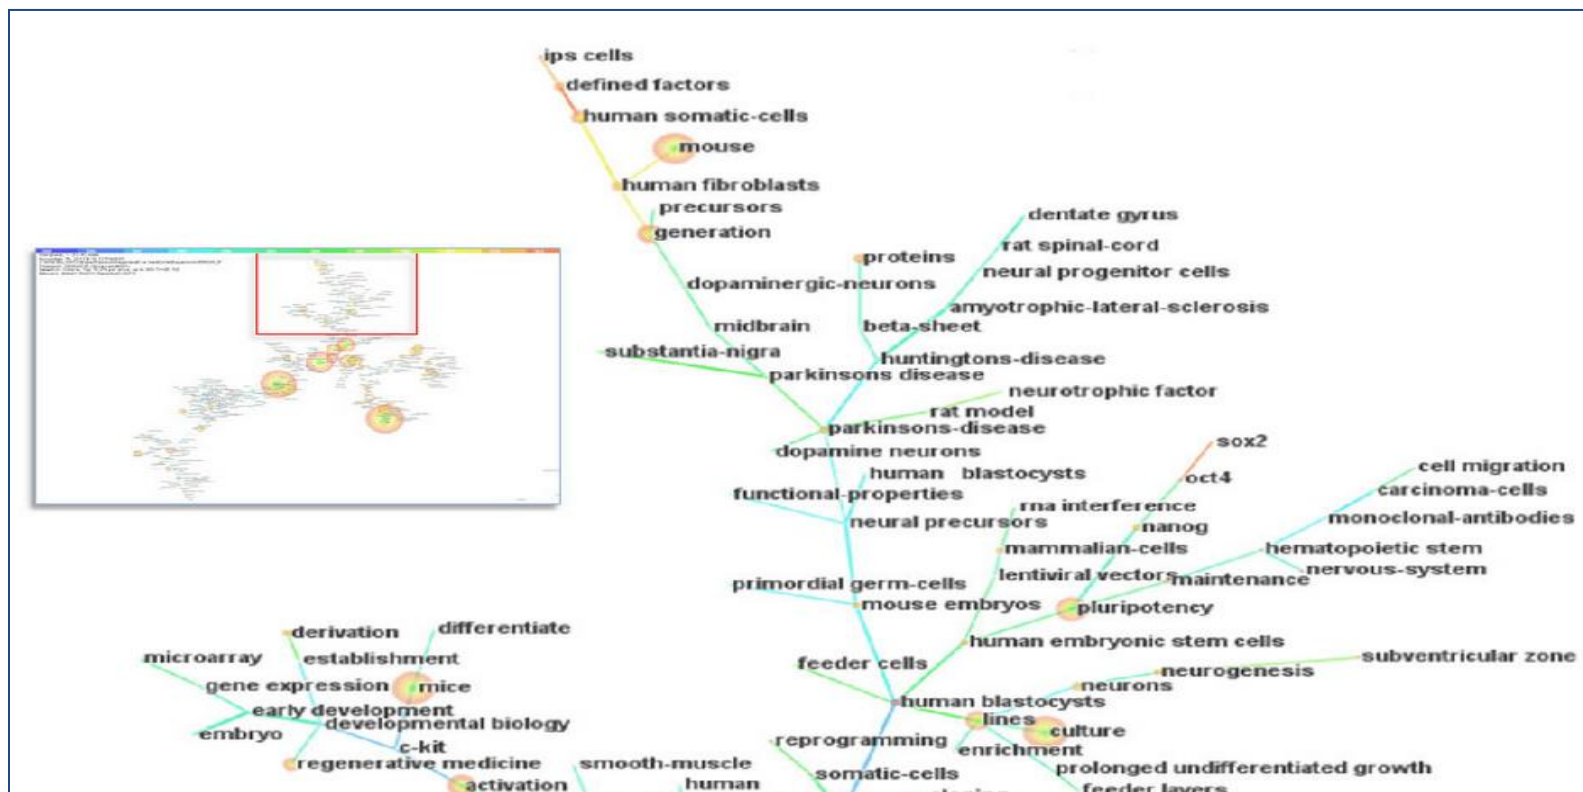 ips cells
defined factors
human somatic-cells
mouse
human fibroblasts
precursors
generation
dentate gyrus
rat spinal-cord
proteins
neural progenitor cells
dopaminergic-neurons
amyotrophic-lateral-sclerosis
midbrain
beta-sheet
substantia-nigra
huntingtons-disease
parkinsons disease
neurotrophic factor
rat model
parkinsons-disease
sox2
dopamine neurons
cell migration
human blastocysts
oct4
carcinoma-cells
functional-properties
rna interference
monoclonal-antibodies
neural precursors
nanog
mammalian-cells
hematopoietic stem
nervous-system
lentiviral vectors
maintenance
primordial germ-cells
mouse embryos
pluripotency
derivation
differentiate
human embryonic stem cells
microarray
establishment
feeder cells
subventricular zone
neurogenesis
gene expression
mice
neurons
human blastocysts
early development
lines
developmental biology
embryo
culture
c-kit
reprogramming
enrichment
regenerative medicine
smooth-muscle
prolonged undifferentiated growth
somatic-cells
activation
human
feeder layers